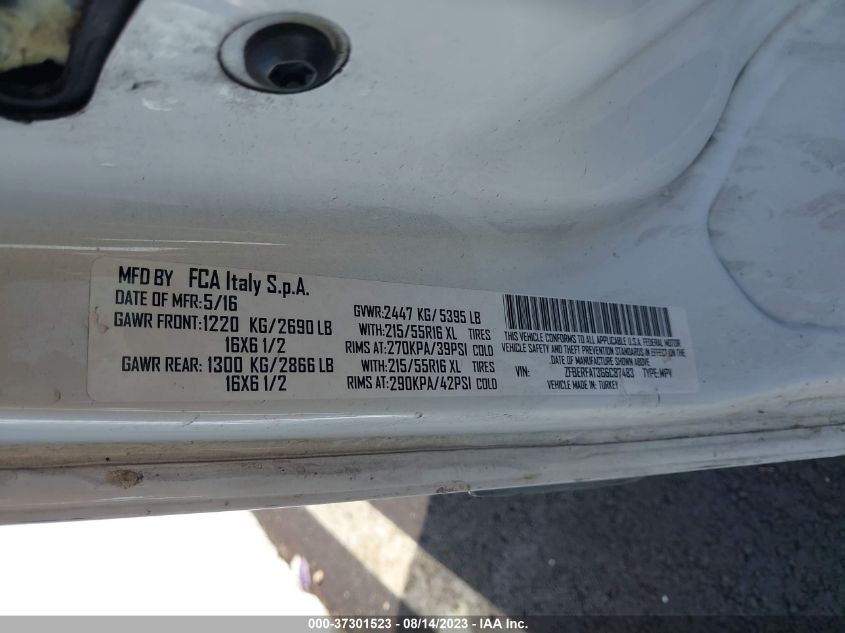 MFD BY FCA Italy S.p.A.
DATE OF MFR:5/16
GAWR FRONT:1220 KG/2690 LB
16X6 1/2
GAWR REAR: 1300 KG/2866 LB
16X6 1/2
GVWR:2447 KG/5395 LB
WITH:215/55R16 XL TIRES
RIMS AT:270KPA/39PSI COLD
WITH:215/55R16 XL TIRES
RIMS AT:290KPA/42PSI COLD
THIS VEHICLE CONFORMS TO ALL APPLICABLE U.S. FEDERAL MOTOR
VEHICLE SAFETY AND THEFT PREVENTION STANDARDS IN EFFECT ON THE
DATE OF MANUFACTURE SHOWN ABOVE.
VIN: ZFBERFAT3G6C87483 TYPE:MPV
VEHICLE MADE IN: TURKEY
000-37301523 - 08/14/2023 - IAA Inc.